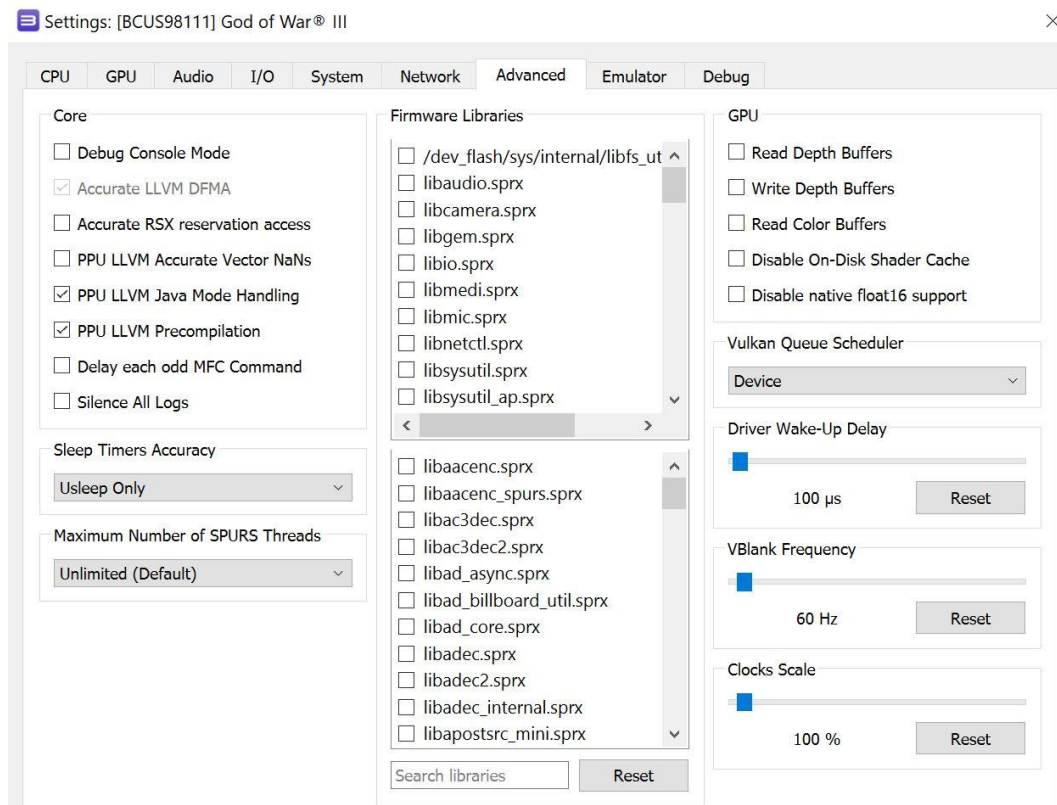 Settings: [BCUS98111] God of War® III
CPU GPU Audio I/O System Network Advanced Emulator Debug
Core
Debug Console Mode
Accurate LLVM DFMA
Accurate RSX reservation access
PPU LLVM Accurate Vector NaNs
PPU LLVM Java Mode Handling
PPU LLVM Precompilation
Delay each odd MFC Command
Silence All Logs
Sleep Timers Accuracy
Usleep Only
Maximum Number of SPURS Threads
Unlimited (Default)
Firmware Libraries
/dev_flash/sys/internal/libfs_ut
libaudio.sprx
libcamera.sprx
libgem.sprx
libio.sprx
libmedi.sprx
libmic.sprx
libnetctl.sprx
libsysutil.sprx
libsysutil_ap.sprx
libaacenc.sprx
libaacenc_spurs.sprx
libac3dec.sprx
libac3dec2.sprx
libad_async.sprx
libad_billboard_util.sprx
libad_core.sprx
libadec.sprx
libadec2.sprx
libadec_internal.sprx
libapostsrc_mini.sprx
Search libraries Reset
GPU
Read Depth Buffers
Write Depth Buffers
Read Color Buffers
Disable On-Disk Shader Cache
Disable native float16 support
Vulkan Queue Scheduler
Device
Driver Wake-Up Delay
100 µs Reset
VBlank Frequency
60 Hz Reset
Clocks Scale
100 % Reset